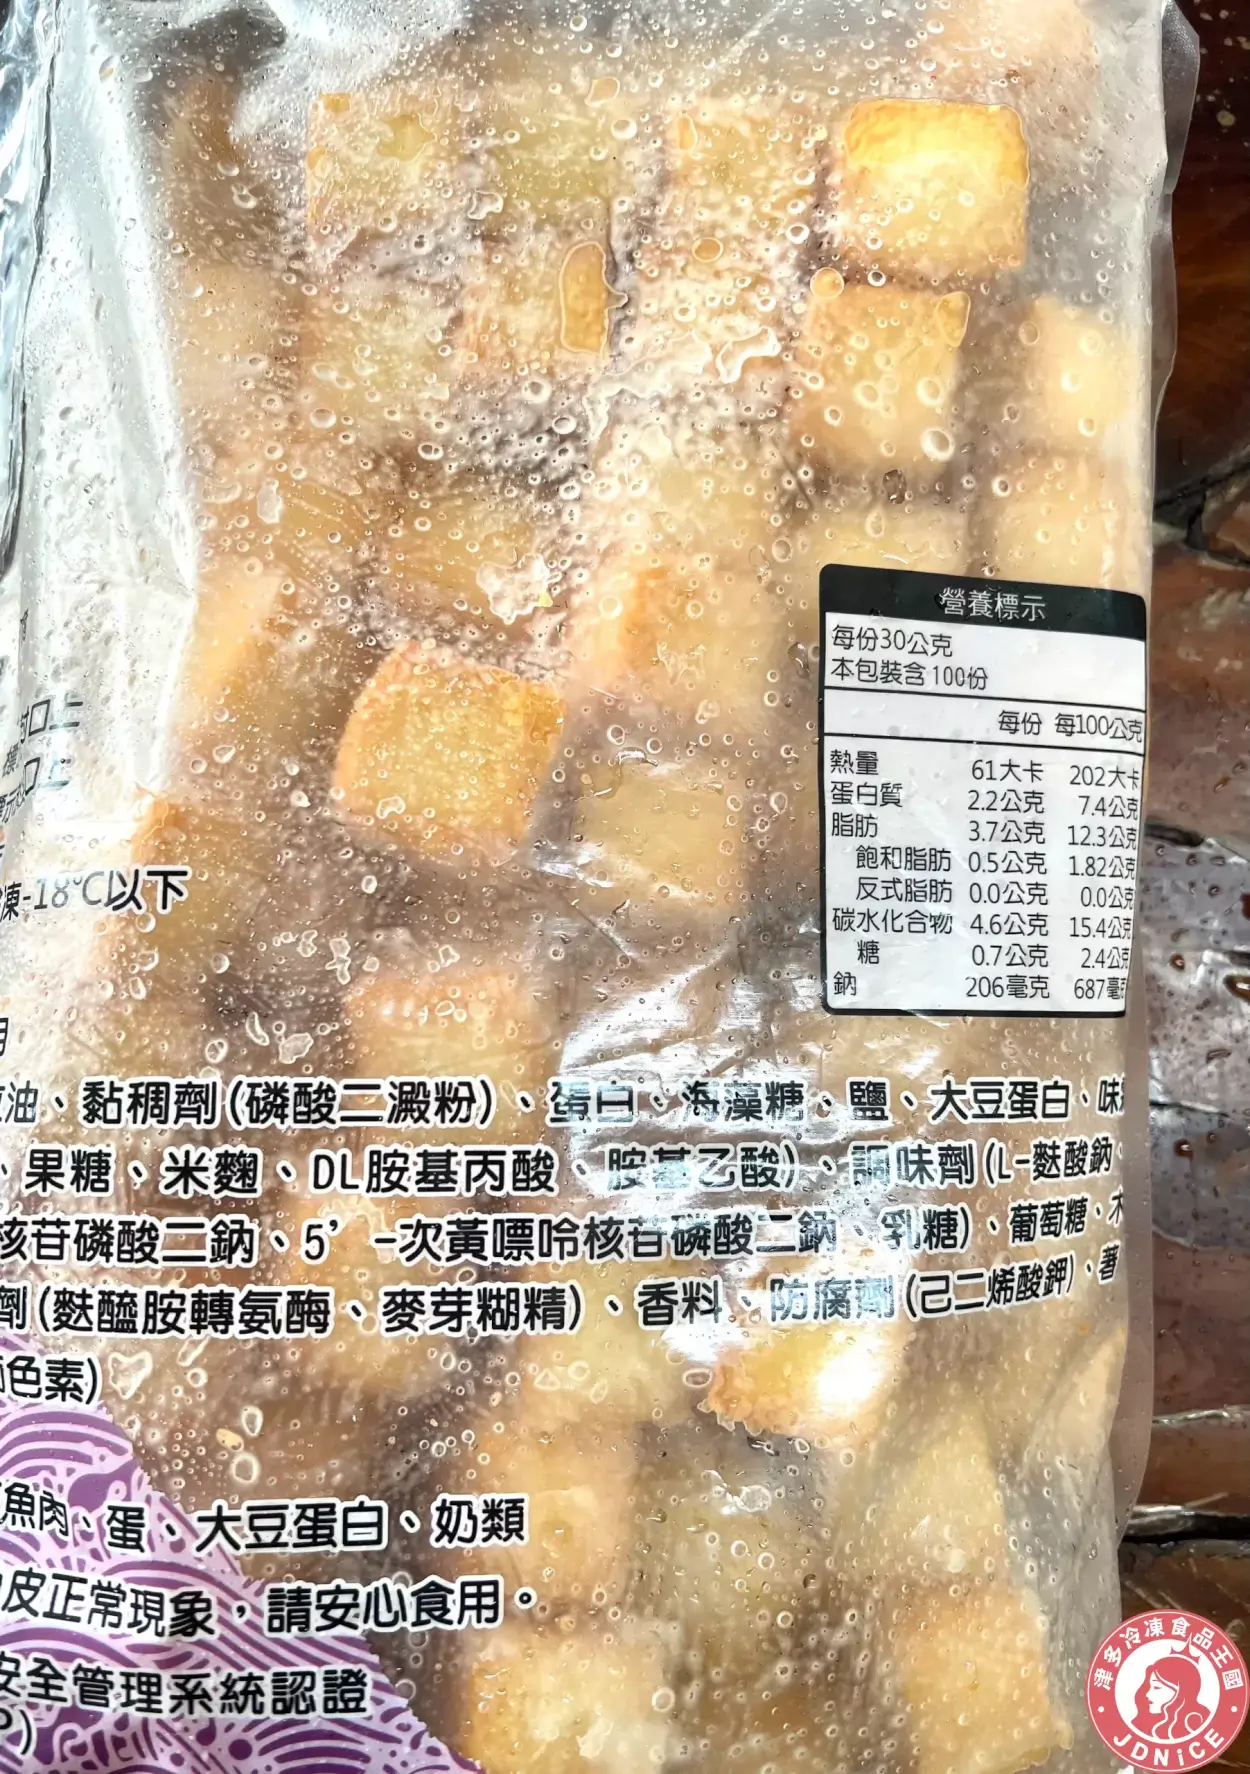 營養標示
每份30公克
本包裝含100份
每份 每100公克
熱量 61大卡 202大卡
蛋白質 2.2公克 7.4公克
脂肪 3.7公克 12.3公克
飽和脂肪 0.5公克 1.82公克
反式脂肪 0.0公克 0.0公克
碳水化合物 4.6公克 15.4公克
糖 0.7公克 2.4公克
鈉 206毫克 687毫克
封口上
口上
凍-18℃以下
用
油、黏稠劑(磷酸二澱粉)、蛋白、海藻糖、鹽、大豆蛋白、味
、果糖、米麴、DL胺基丙酸、胺基乙酸)、調味劑(L-麩酸鈉、
核苷磷酸二鈉、5’-次黃嘌呤核苷磷酸二鈉、乳糖)、葡萄糖、木
劑(麩醯胺轉氨酶、麥芽糊精)、香料、防腐劑(己二烯酸鉀)、著
色素)
魚肉、蛋、大豆蛋白、奶類
皮正常現象，請安心食用。
安全管理系統認證
P)
津多冷凍食品王國
JDNiCE